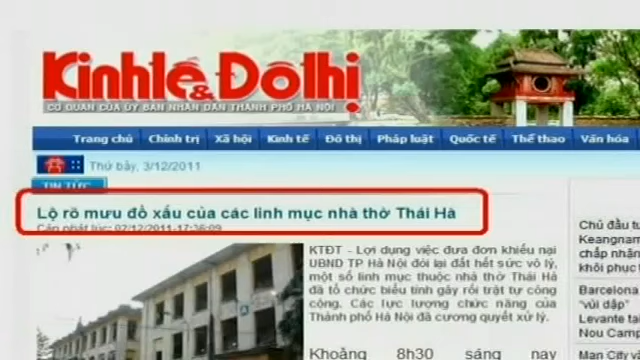 Kinhtế & Đôthị
CƠ QUAN CỦA ỦY BAN NHÂN DÂN THÀNH PHỐ HÀ NỘI
Trang chủ Chính trị Xã hội Kinh tế Đô thị Pháp luật Quốc tế Thể thao Văn hóa
Thứ bảy, 3/12/2011
TIN TỨC
Lộ rõ mưu đồ xấu của các linh mục nhà thờ Thái Hà
Cập nhật lúc: 02/12/2011-17:36:09
KTĐT - Lợi dụng việc đưa đơn khiếu nại
UBND TP Hà Nội đòi lại đất hết sức vô lý,
một số linh mục thuộc nhà thờ Thái Hà
đã tổ chức biểu tình gây rối trật tự công
cộng. Các lực lượng chức năng của
Thành phố Hà Nội đã cương quyết xử lý.
Khoảng 8h30 sáng nay
Chủ đầu tư
Keangnam
chấp nhận
khôi phục
Barcelona
"vùi dập"
Levante tại
Nou Camp
Man City v